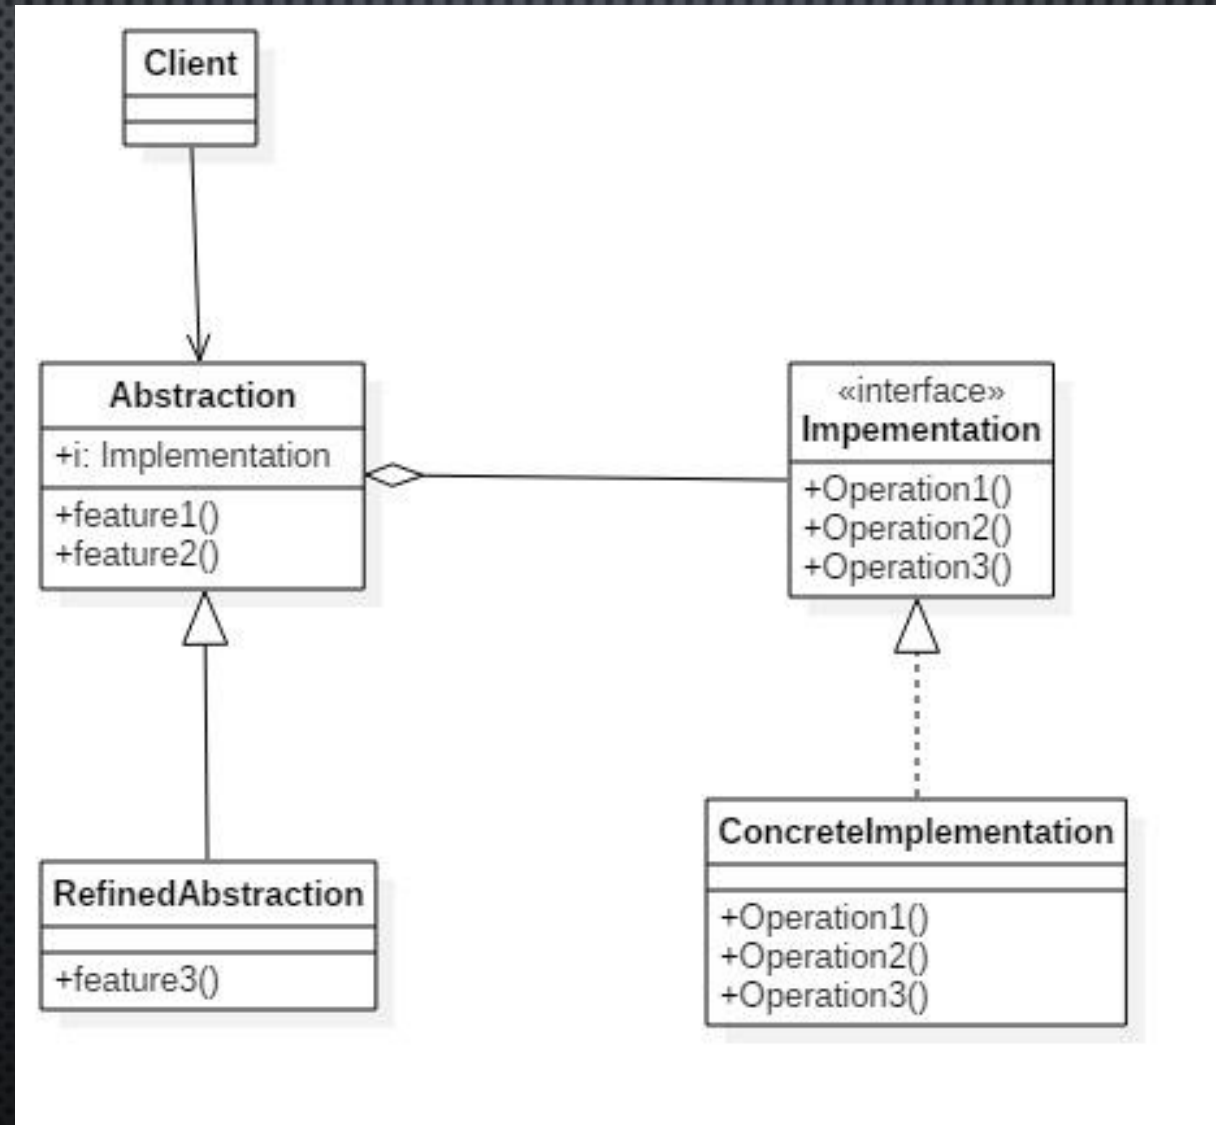 Client
Abstraction
+i: Implementation
+feature1()
+feature2()
«interface»
Impementation
+Operation1()
+Operation2()
+Operation3()
RefinedAbstraction
+feature3()
ConcreteImplementation
+Operation1()
+Operation2()
+Operation3()